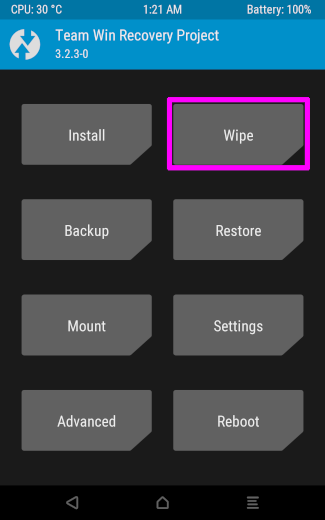 CPU: 30 °C 1:21 AM Battery: 100%
Team Win Recovery Project
3.2.3-0
Install Wipe
Backup Restore
Mount Settings
Advanced Reboot